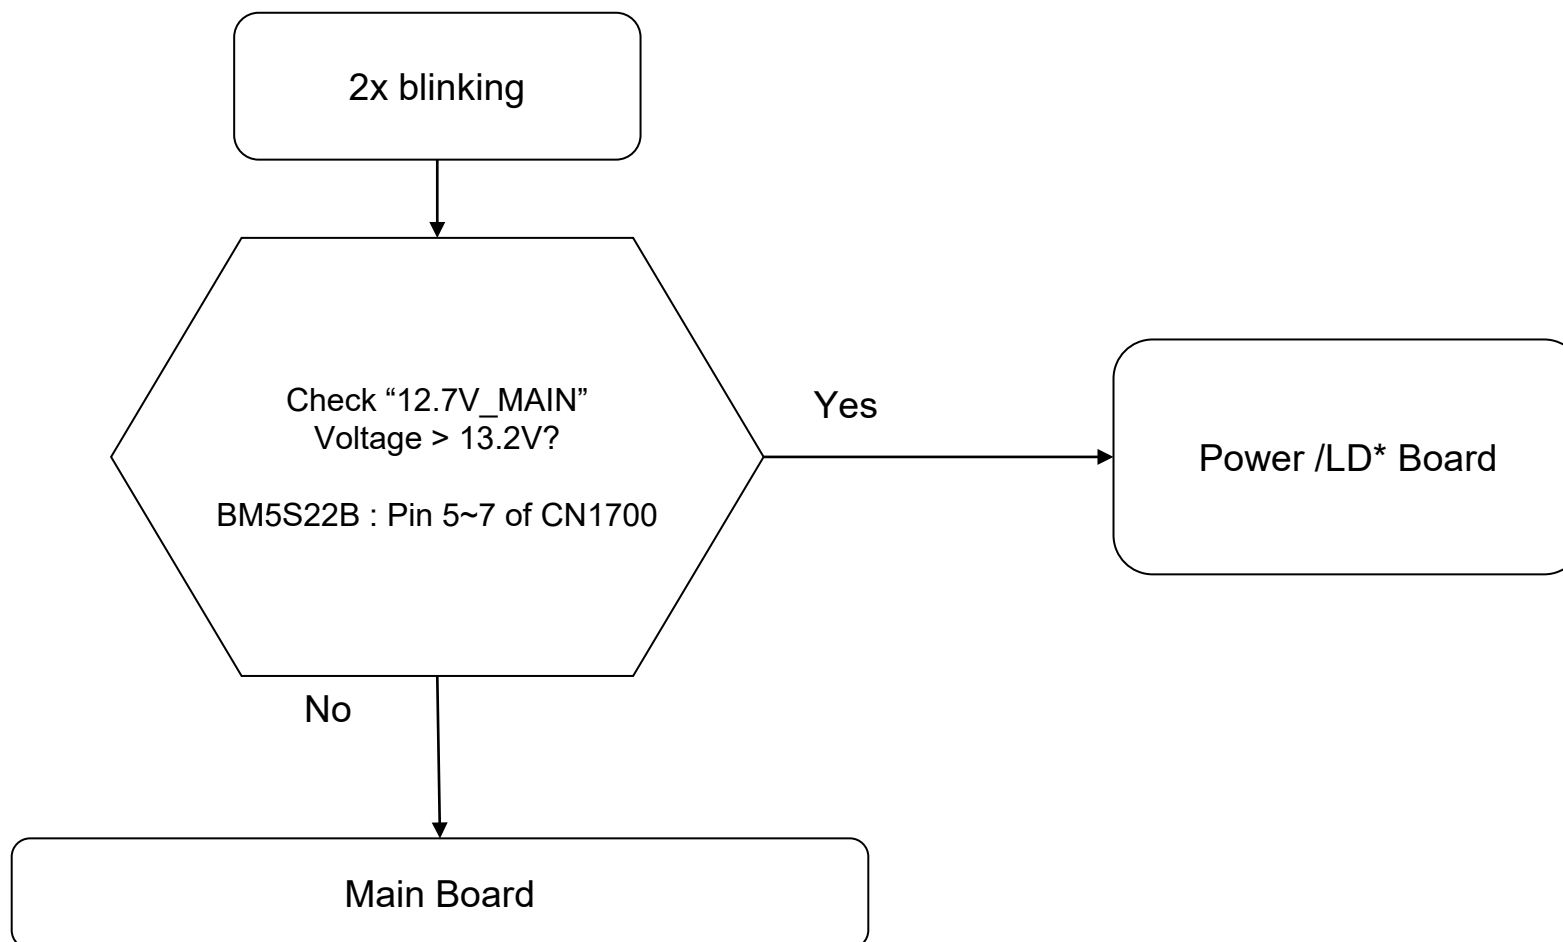 2x blinking
Check “12.7V_MAIN”
Voltage > 13.2V?
BM5S22B : Pin 5~7 of CN1700
Yes
Power /LD* Board
No
Main Board